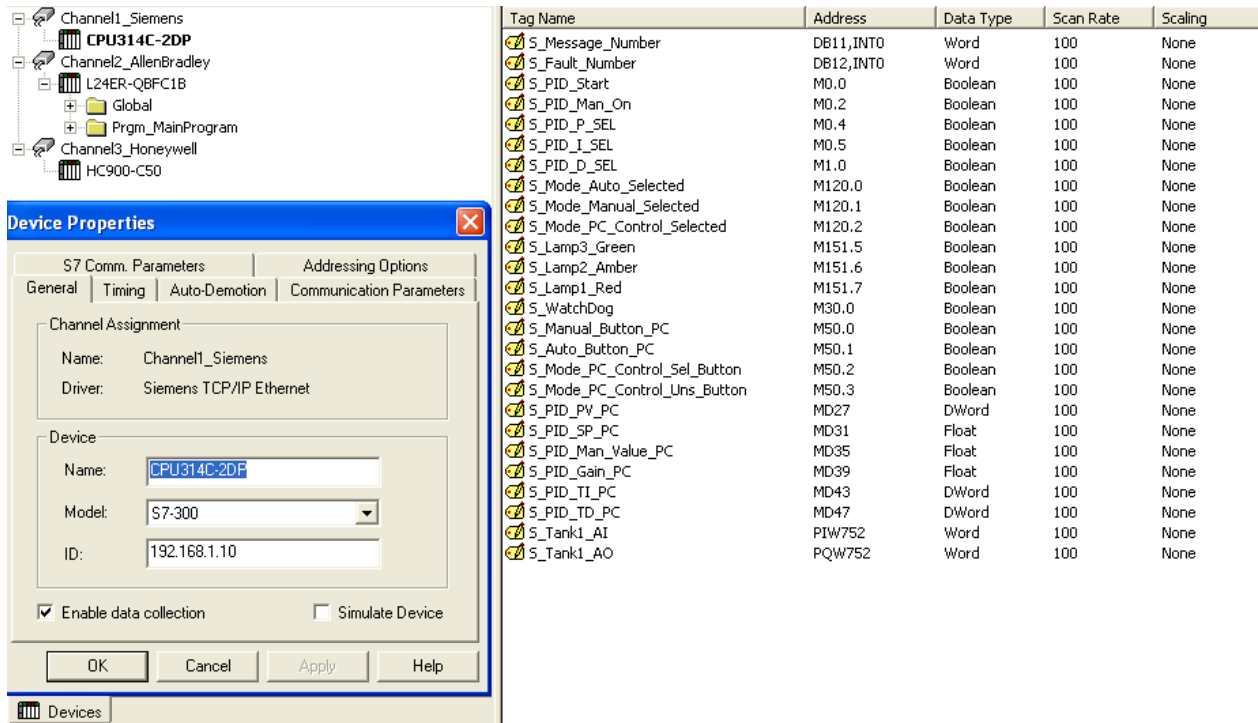 Channel1_Siemens
CPU314C-2DP
Channel2_AllenBradley
L24ER-QBFC1B
Global
Prgm_MainProgram
Channel3_Honeywell
HC900-C50
Device Properties
S7 Comm. Parameters Addressing Options
General Timing Auto-Demotion Communication Parameters
Channel Assignment
Name: Channel1_Siemens
Driver: Siemens TCP/IP Ethernet
Device
Name: CPU314C-2DP
Model: S7-300
ID: 192.168.1.10
Enable data collection Simulate Device
OK Cancel Apply Help
Devices
Tag Name Address Data Type Scan Rate Scaling
S_Message_Number DB11,INT0 Word 100 None
S_Fault_Number DB12,INT0 Word 100 None
S_PID_Start M0.0 Boolean 100 None
S_PID_Man_On M0.2 Boolean 100 None
S_PID_P_SEL M0.4 Boolean 100 None
S_PID_I_SEL M0.5 Boolean 100 None
S_PID_D_SEL M1.0 Boolean 100 None
S_Mode_Auto_Selected M120.0 Boolean 100 None
S_Mode_Manual_Selected M120.1 Boolean 100 None
S_Mode_PC_Control_Selected M120.2 Boolean 100 None
S_Lamp3_Green M151.5 Boolean 100 None
S_Lamp2_Amber M151.6 Boolean 100 None
S_Lamp1_Red M151.7 Boolean 100 None
S_WatchDog M30.0 Boolean 100 None
S_Manual_Button_PC M50.0 Boolean 100 None
S_Auto_Button_PC M50.1 Boolean 100 None
S_Mode_PC_Control_Sel_Button M50.2 Boolean 100 None
S_Mode_PC_Control_Uns_Button M50.3 Boolean 100 None
S_PID_PV_PC MD27 DWord 100 None
S_PID_SP_PC MD31 Float 100 None
S_PID_Man_Value_PC MD35 Float 100 None
S_PID_Gain_PC MD39 Float 100 None
S_PID_TI_PC MD43 DWord 100 None
S_PID_TD_PC MD47 DWord 100 None
S_Tank1_AI PIW752 Word 100 None
S_Tank1_AO PQW752 Word 100 None